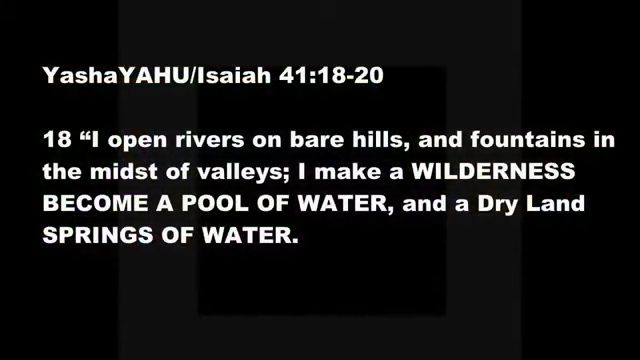 YashaYAHU/Isaiah 41:18-20
18 “I open rivers on bare hills, and fountains in
the midst of valleys; I make a WILDERNESS
BECOME A POOL OF WATER, and a Dry Land
SPRINGS OF WATER.